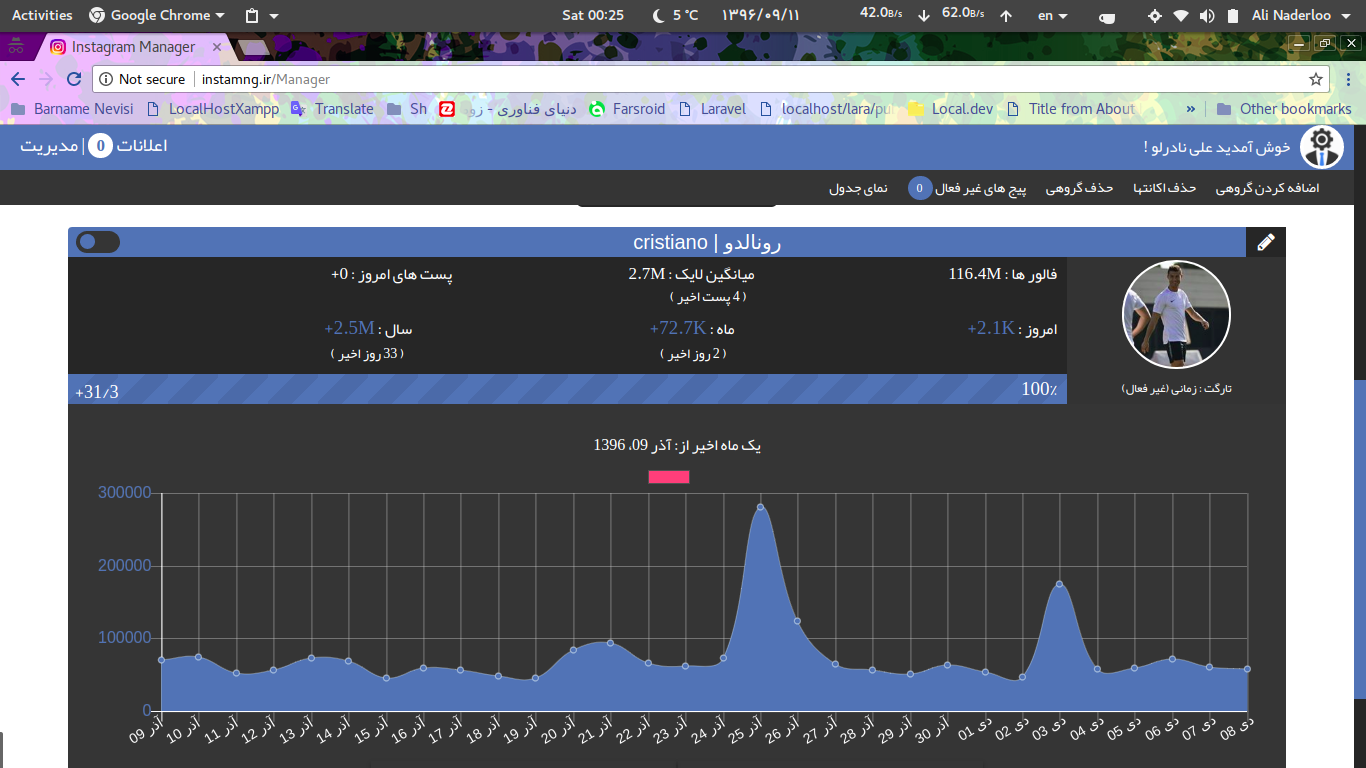 Activities Google Chrome Sat 00:25 5 °C ۱۳۹۶/۰۹/۱۱ 42.0B/s 62.0B/s en Ali Naderloo
Instagram Manager
Not secure instamng.ir/Manager
Barname Nevisi LocalHostXampp Translate Sh دنیای فناوری - زو Farsroid Laravel localhost/lara/pu Local.dev Title from About » Other bookmarks
خوش آمدید علی نادرلو !
اعلانات 0 | مدیریت
اضافه کردن گروهی حذف اکانتها حذف گروهی پیج های غیر فعال 0 نمای جدول
رونالدو | cristiano
فالور ها : 116.4M میانگین لایک : 2.7M پست های امروز : 0+
( 4 پست اخیر )
امروز : 2.1K+ ماه : 72.7K+ سال : 2.5M+
( 2 روز اخیر ) ( 33 روز اخیر )
تارگت : زمانی (غیر فعال)
100٪ +31/3
یک ماه اخیر از: آذر 09، 1396
300000
200000
100000
0
آذر 09 آذر 10 آذر 11 آذر 12 آذر 13 آذر 14 آذر 15 آذر 16 آذر 17 آذر 18 آذر 19 آذر 20 آذر 21 آذر 22 آذر 23 آذر 24 آذر 25 آذر 26 آذر 27 آذر 28 آذر 29 آذر 30 دی 01 دی 02 دی 03 دی 04 دی 05 دی 06 دی 07 دی 08